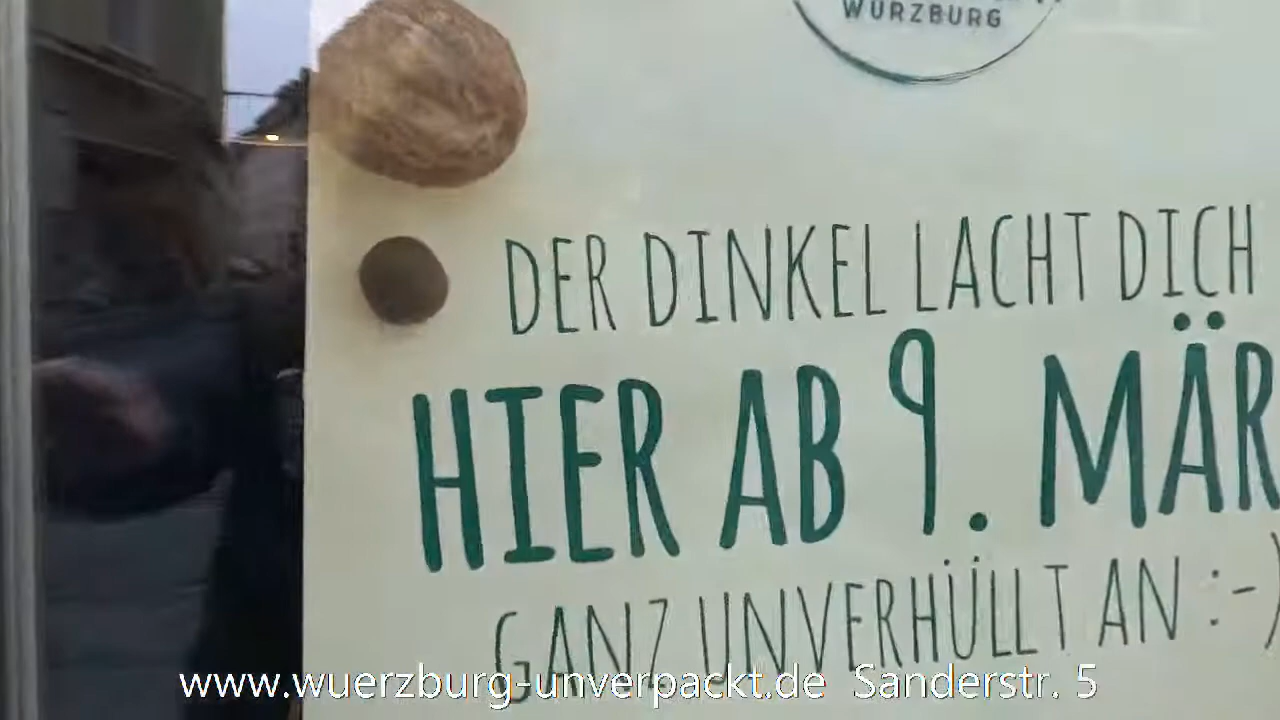 WÜRZBURG
DER DINKEL LACHT DICH
HIER AB 9. MÄR
GANZ UNVERHÜLLT AN :-)
www.wuerzburg-unverpackt.de Sanderstr. 5